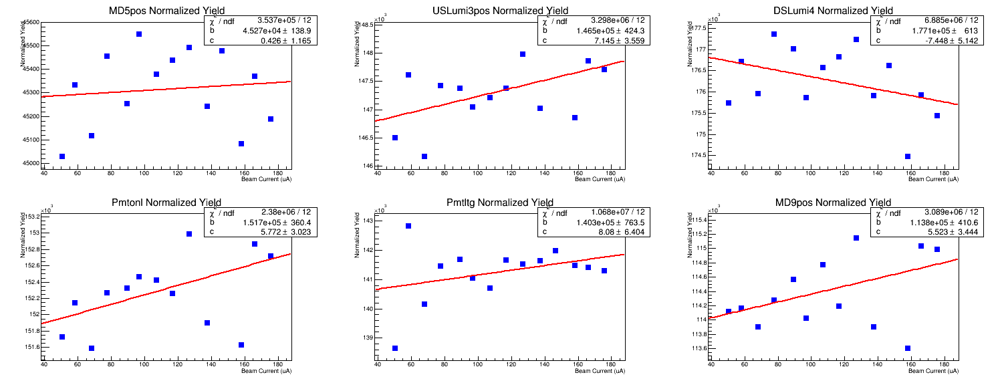 MD5pos Normalized Yield
χ² / ndf 3.537e+05 / 12
b 4.527e+04 ± 138.9
c 0.426 ± 1.165
Normalized Yield
45600
45500
45400
45300
45200
45100
45000
40 60 80 100 120 140 160 180
Beam Current (uA)
USLumi3pos Normalized Yield
×10³
χ² / ndf 3.298e+06 / 12
b 1.465e+05 ± 424.3
c 7.145 ± 3.559
Normalized Yield
148.5
148
147.5
147
146.5
146
40 60 80 100 120 140 160 180
Beam Current (uA)
DSLumi4 Normalized Yield
×10³
χ² / ndf 6.885e+06 / 12
b 1.771e+05 ± 613
c -7.448 ± 5.142
Normalized Yield
177.5
177
176.5
176
175.5
175
174.5
40 60 80 100 120 140 160 180
Beam Current (uA)
Pmtonl Normalized Yield
×10³
χ² / ndf 2.38e+06 / 12
b 1.517e+05 ± 360.4
c 5.772 ± 3.023
Normalized Yield
153.2
153
152.8
152.6
152.4
152.2
152
151.8
151.6
40 60 80 100 120 140 160 180
Beam Current (uA)
Pmtltg Normalized Yield
×10³
χ² / ndf 1.068e+07 / 12
b 1.403e+05 ± 763.5
c 8.08 ± 6.404
Normalized Yield
143
142
141
140
139
40 60 80 100 120 140 160 180
Beam Current (uA)
MD9pos Normalized Yield
×10³
χ² / ndf 3.089e+06 / 12
b 1.138e+05 ± 410.6
c 5.523 ± 3.444
Normalized Yield
115.4
115.2
115
114.8
114.6
114.4
114.2
114
113.8
113.6
40 60 80 100 120 140 160 180
Beam Current (uA)